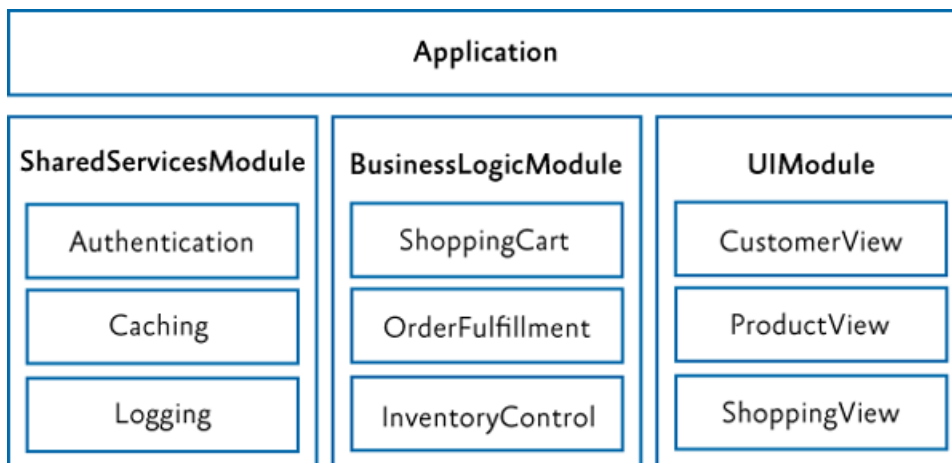 Application
SharedServicesModule
Authentication
Caching
Logging
BusinessLogicModule
ShoppingCart
OrderFulfillment
InventoryControl
UIModule
CustomerView
ProductView
ShoppingView